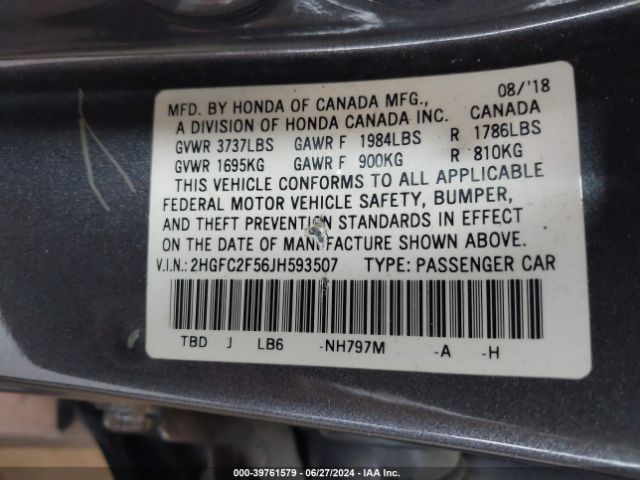 08/'18
MFD. BY HONDA OF CANADA MFG., CANADA
A DIVISION OF HONDA CANADA INC.
GVWR 3737LBS GAWR F 1984LBS R 1786LBS
GVWR 1695KG GAWR F 900KG R 810KG
THIS VEHICLE CONFORMS TO ALL APPLICABLE
FEDERAL MOTOR VEHICLE SAFETY, BUMPER,
AND THEFT PREVENTION STANDARDS IN EFFECT
ON THE DATE OF MANUFACTURE SHOWN ABOVE.
V.I.N.: 2HGFC2F56JH593507 TYPE: PASSENGER CAR
TBD J LB6 -NH797M -A -H
000-39761579 | 06/27/2024 | IAA Inc.